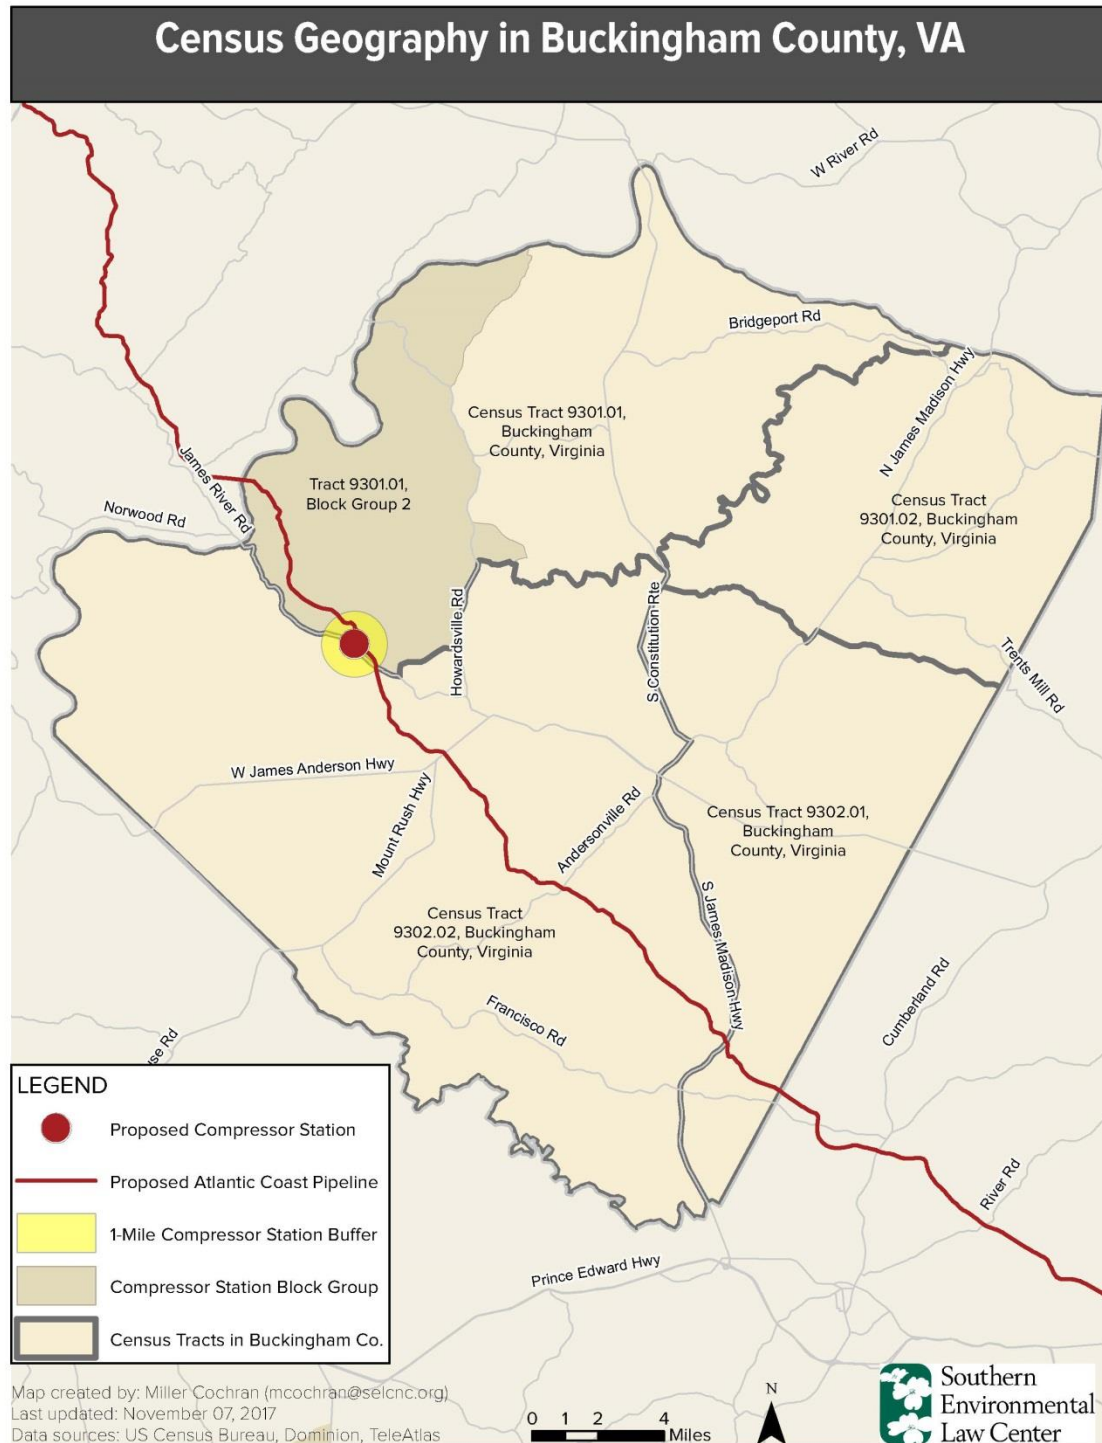 Census Geography in Buckingham County, VA
W River Rd
Bridgeport Rd
N James Madison Hwy
Census Tract 9301.01,
Buckingham
County, Virginia
James River Rd
Tract 9301.01,
Block Group 2
Norwood Rd
Census Tract
9301.02, Buckingham
County, Virginia
Howardsville Rd
S Constitution Rte
Trents Mill Rd
W James Anderson Hwy
Mount Rush Hwy
Andersonville Rd
Census Tract 9302.01,
Buckingham
County, Virginia
Census Tract
9302.02, Buckingham
County, Virginia
S James Madison Hwy
Francisco Rd
Cumberland Rd
use Rd
River Rd
Prince Edward Hwy
LEGEND
Proposed Compressor Station
Proposed Atlantic Coast Pipeline
1-Mile Compressor Station Buffer
Compressor Station Block Group
Census Tracts in Buckingham Co.
Map created by: Miller Cochran (mcochran@selcnc.org)
Last updated: November 07, 2017
Data sources: US Census Bureau, Dominion, TeleAtlas
0 1 2 4
Miles
N
Southern
Environmental
Law Center